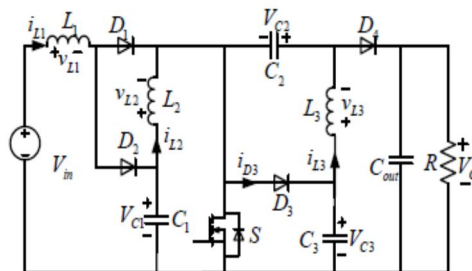 i_L1 L_1 D_1 V_C2 D_4
v_L1 C_2
v_L2 L_2 L_3 v_L3
D_2 i_L2 i_D3 i_L3
V_in D_3 C_out R
V_C1 C_1 S C_3 V_C3